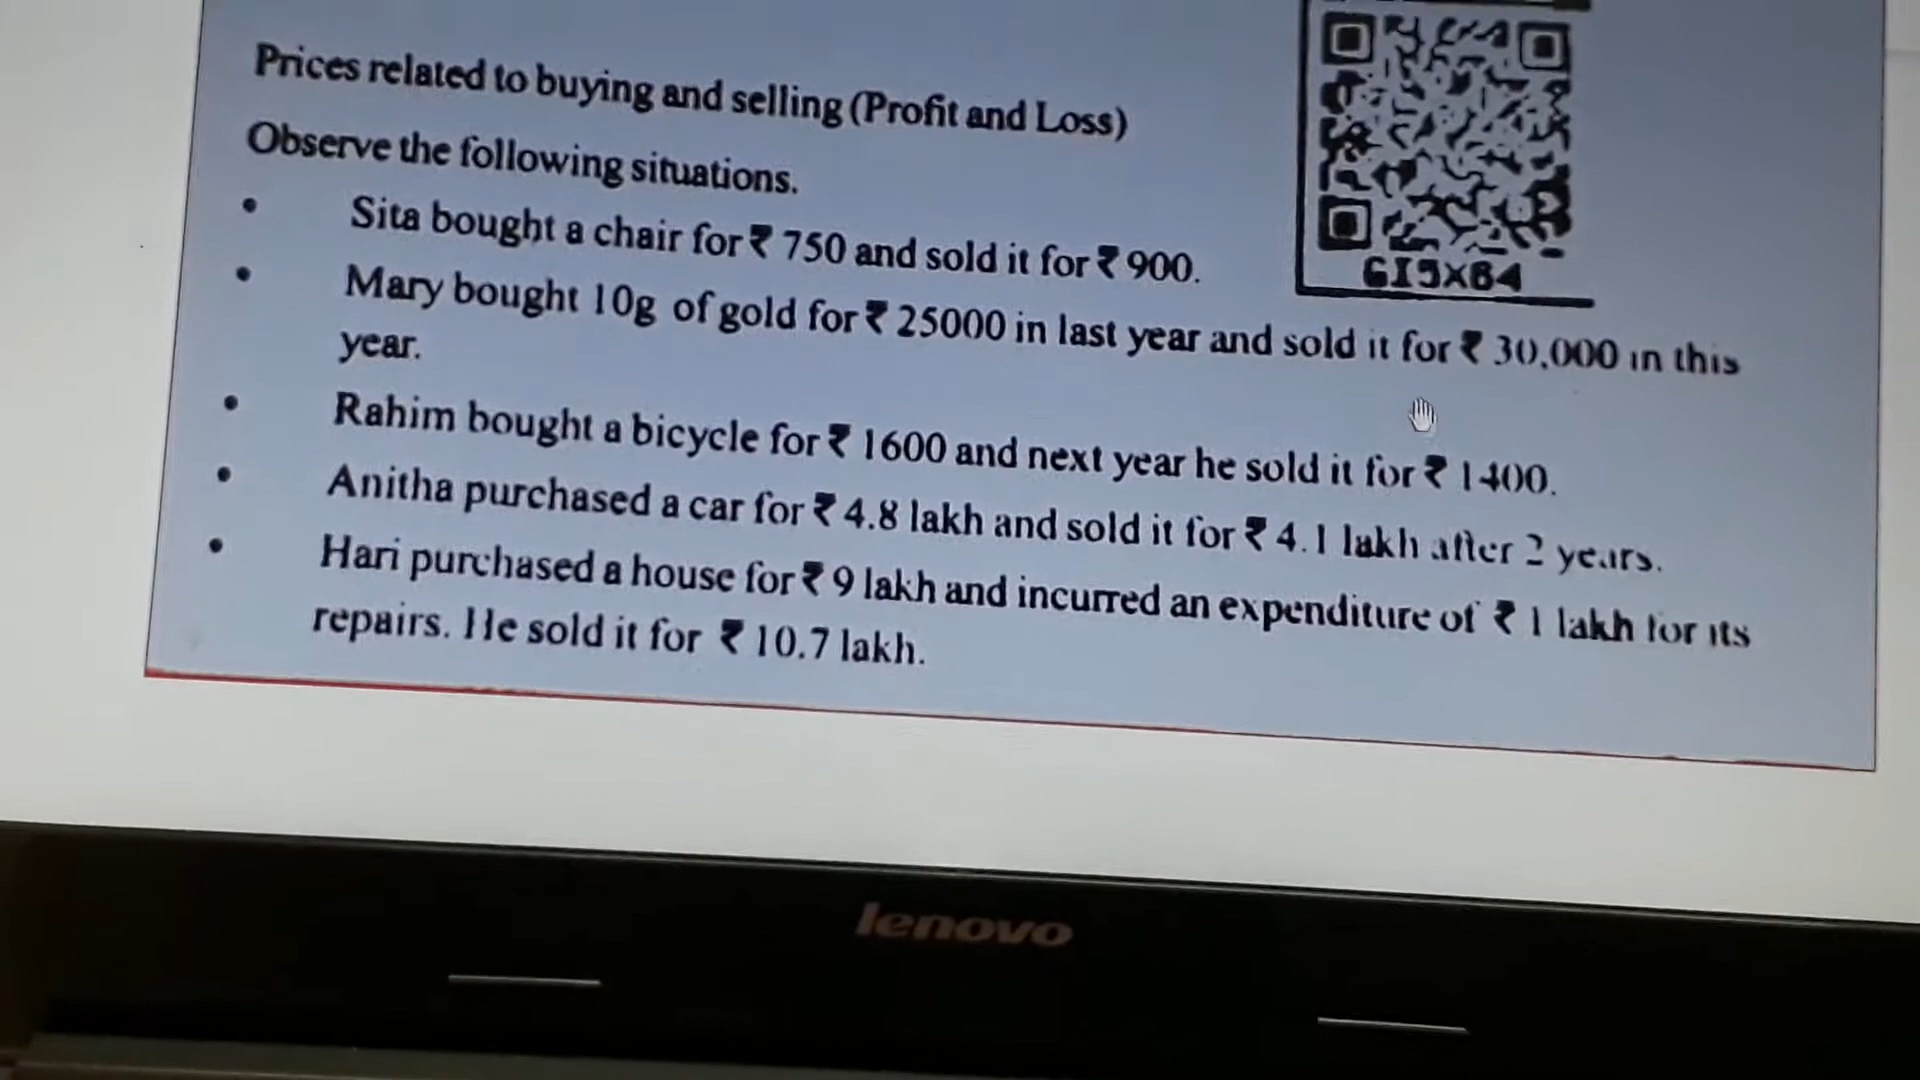 Prices related to buying and selling (Profit and Loss)
Observe the following situations.
• Sita bought a chair for ₹ 750 and sold it for ₹ 900.
• Mary bought 10g of gold for ₹ 25000 in last year and sold it for ₹ 30,000 in this
year.
• Rahim bought a bicycle for ₹ 1600 and next year he sold it for ₹ 1400.
• Anitha purchased a car for ₹ 4.8 lakh and sold it for ₹ 4.1 lakh after 2 years.
• Hari purchased a house for ₹ 9 lakh and incurred an expenditure of ₹ 1 lakh for its
repairs. He sold it for ₹ 10.7 lakh.
lenovo